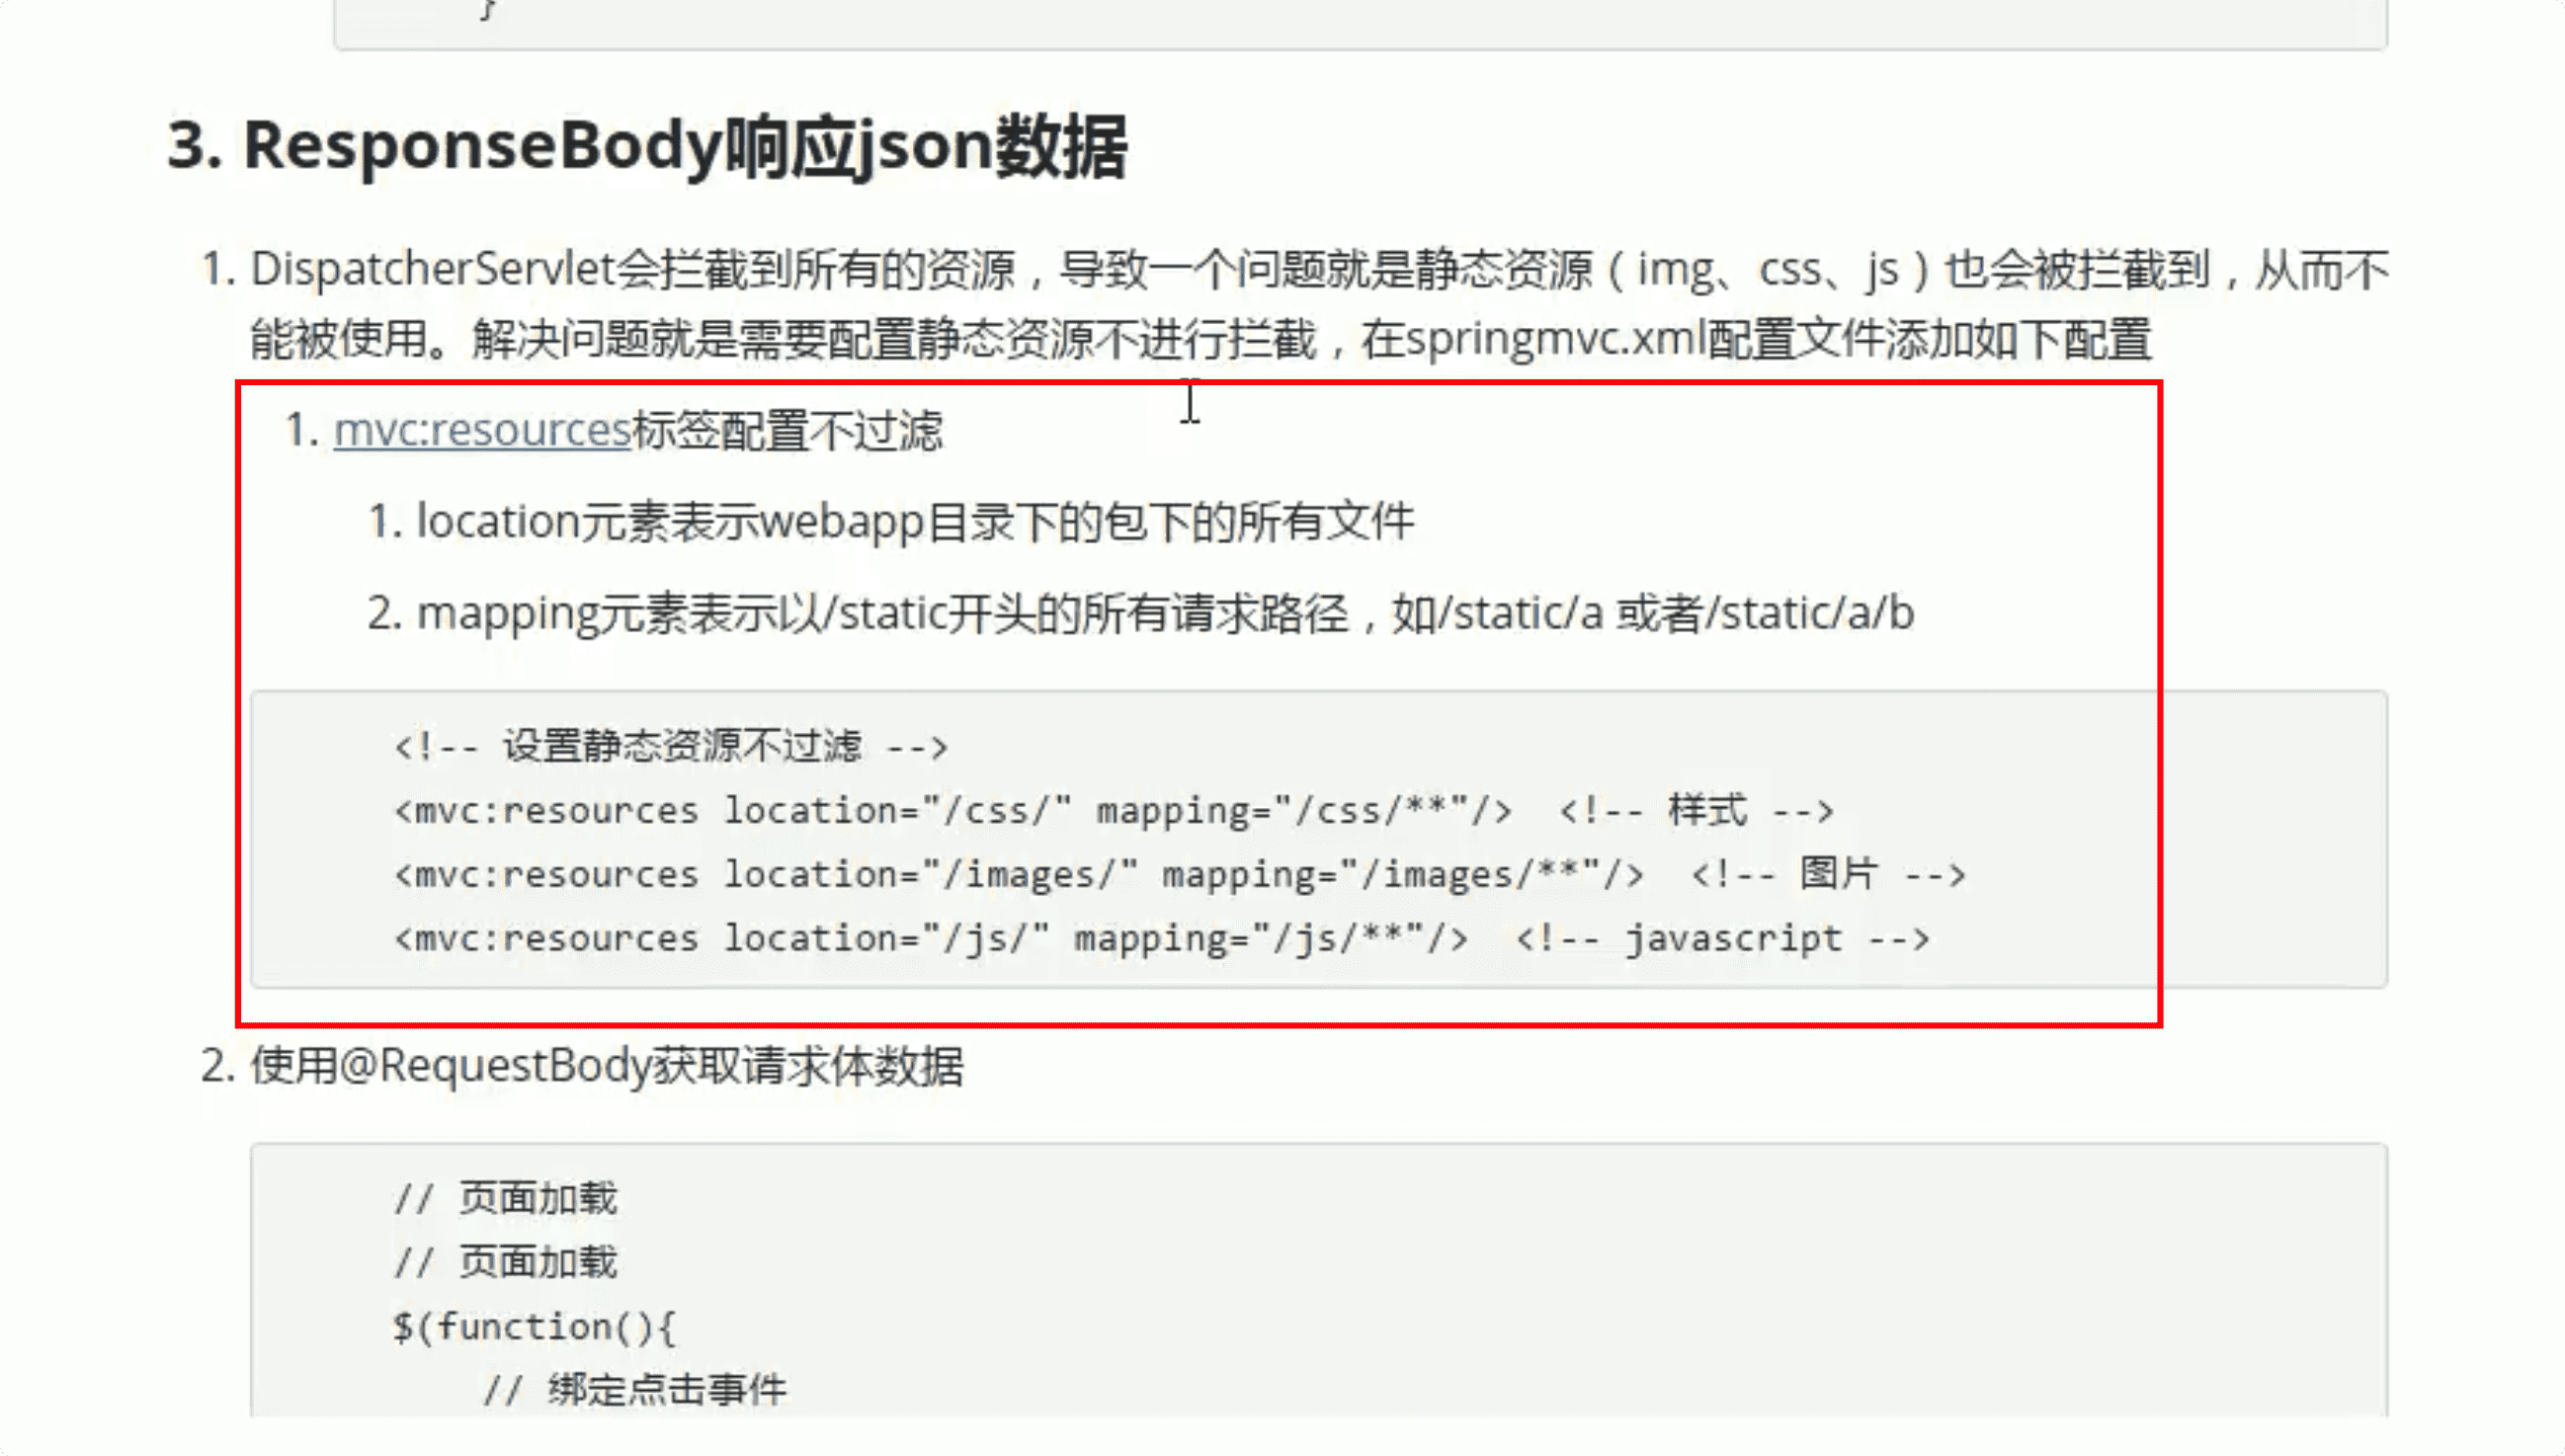 }
3. ResponseBody响应json数据
1. DispatcherServlet会拦截到所有的资源，导致一个问题就是静态资源（img、css、js）也会被拦截到，从而不
能被使用。解决问题就是需要配置静态资源不进行拦截，在springmvc.xml配置文件添加如下配置
1. mvc:resources标签配置不过滤
1. location元素表示webapp目录下的包下的所有文件
2. mapping元素表示以/static开头的所有请求路径，如/static/a 或者/static/a/b
<!-- 设置静态资源不过滤 -->
<mvc:resources location="/css/" mapping="/css/**"/>  <!-- 样式 -->
<mvc:resources location="/images/" mapping="/images/**"/>  <!-- 图片 -->
<mvc:resources location="/js/" mapping="/js/**"/>  <!-- javascript -->
2. 使用@RequestBody获取请求体数据
// 页面加载
// 页面加载
$(function(){
// 绑定点击事件